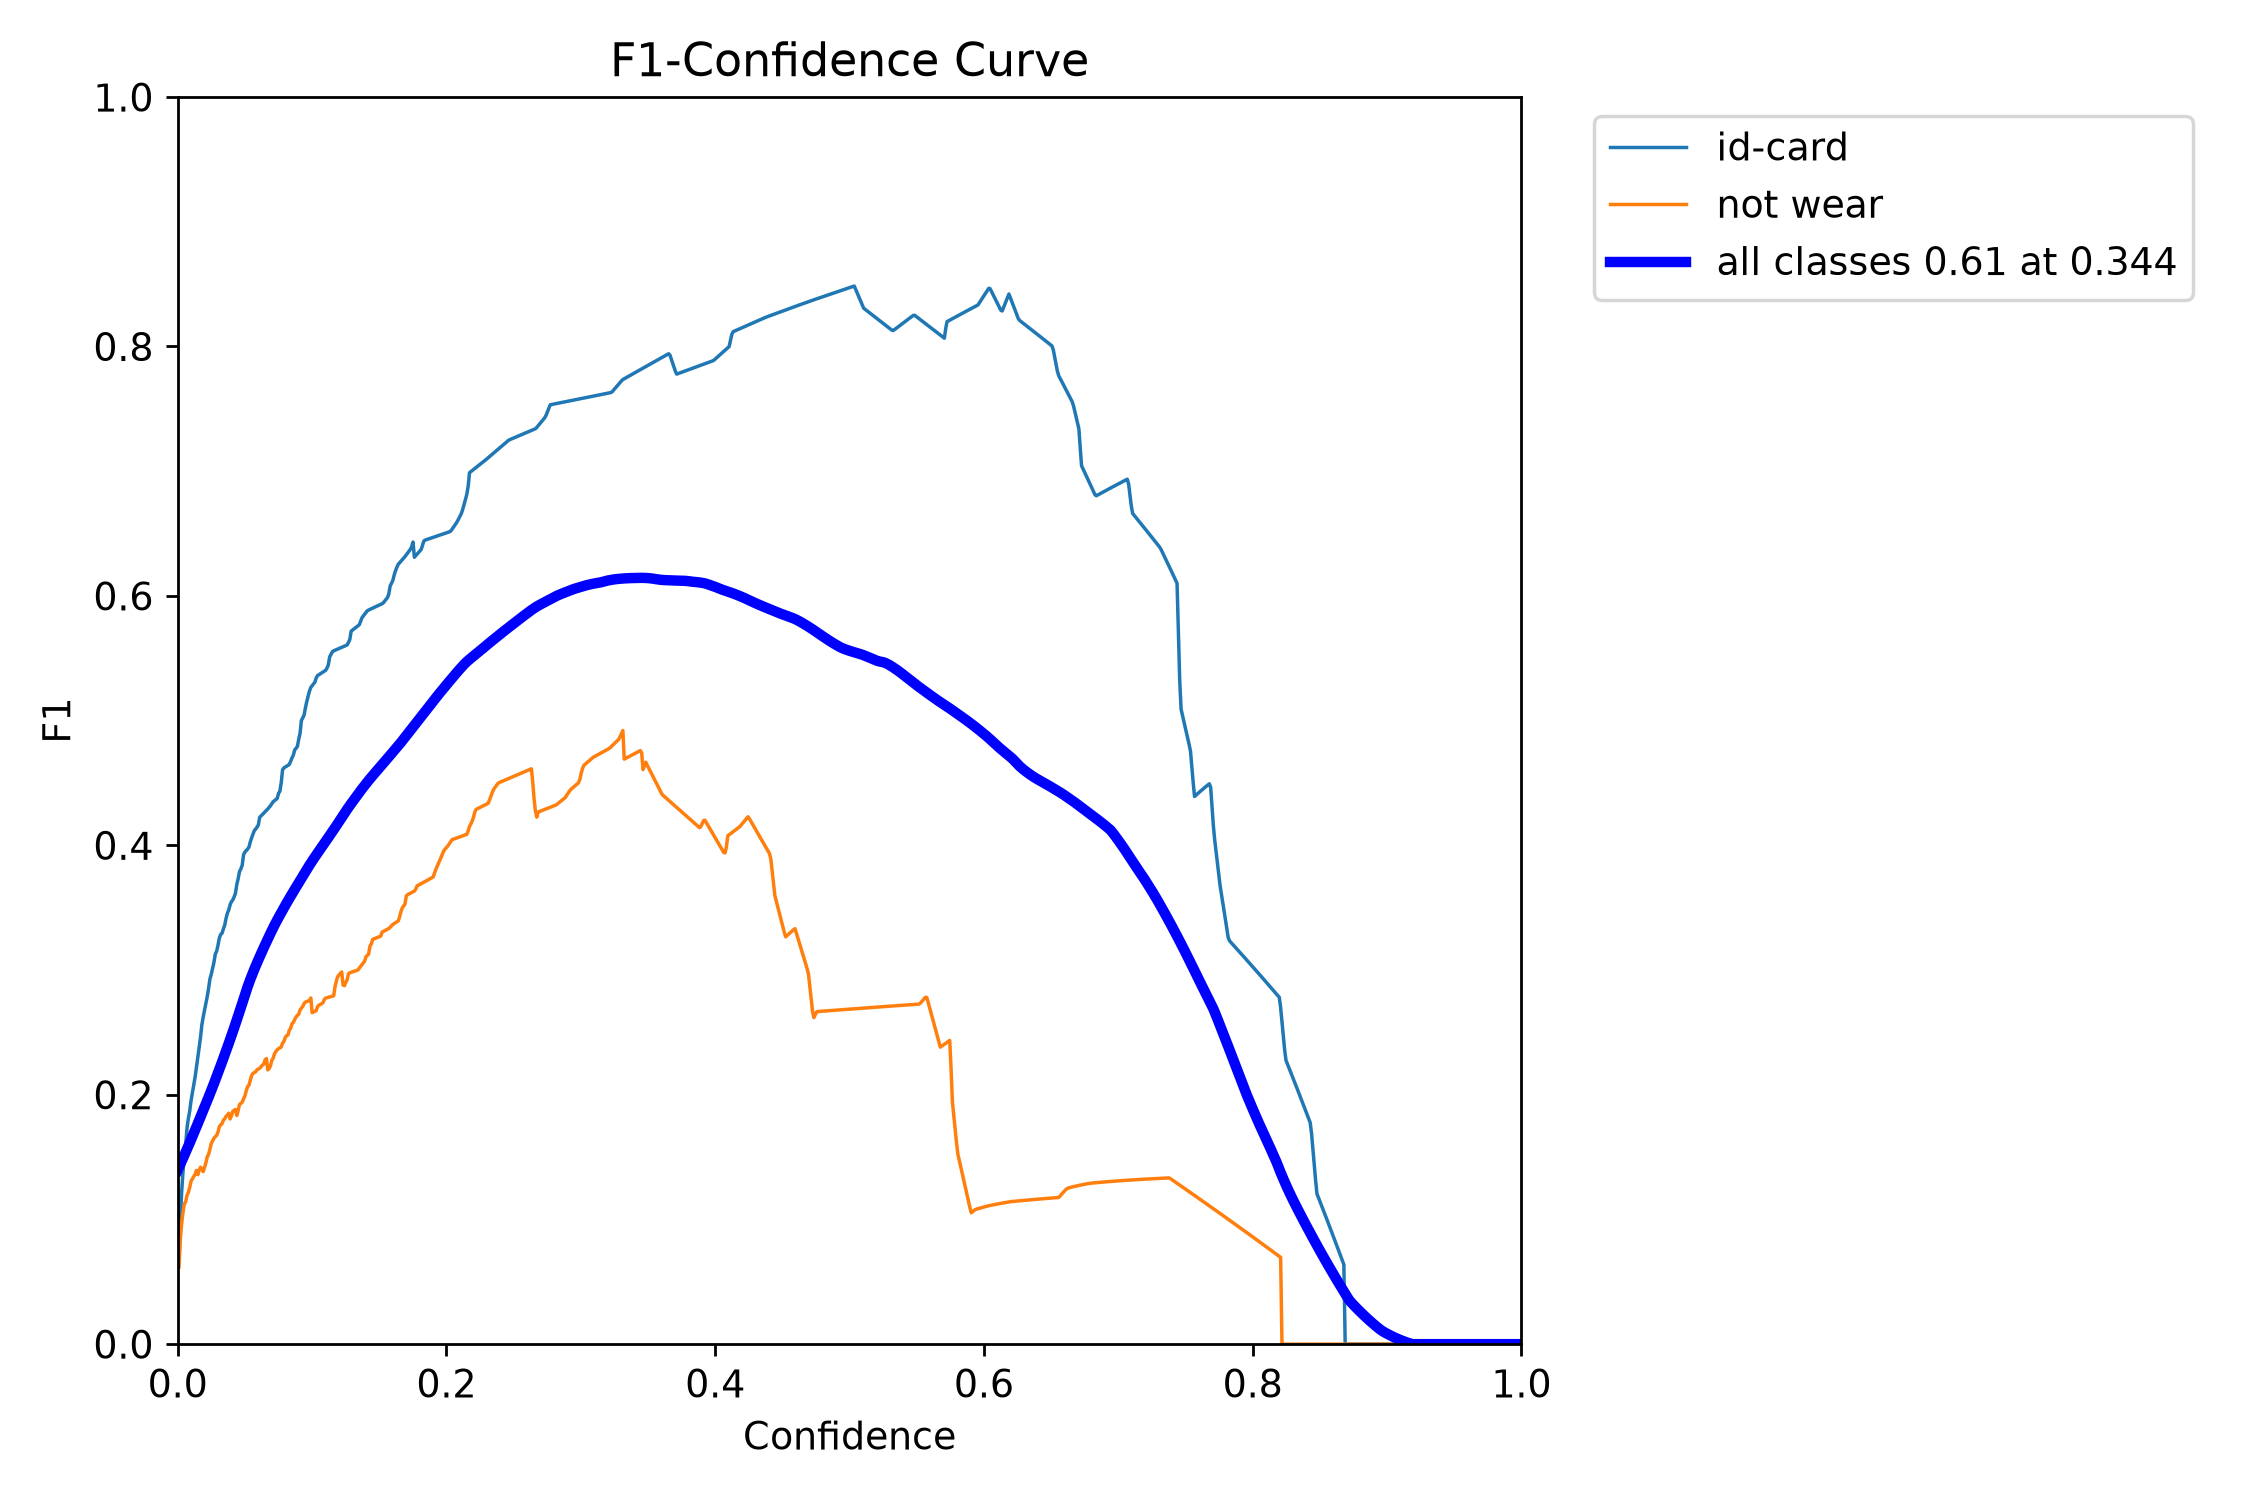 F1-Confidence Curve
1.0
0.8
0.6
0.4
0.2
0.0
F1
0.0 0.2 0.4 0.6 0.8 1.0
Confidence
id-card
not wear
all classes 0.61 at 0.344